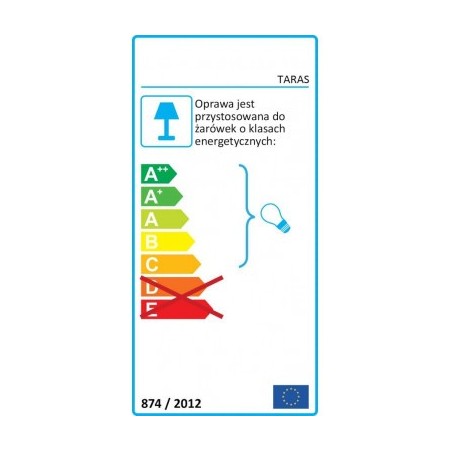 TARAS
Oprawa jest
przystosowana do
żarówek o klasach
energetycznych:
A++
A+
A
B
C
D
E
874 / 2012